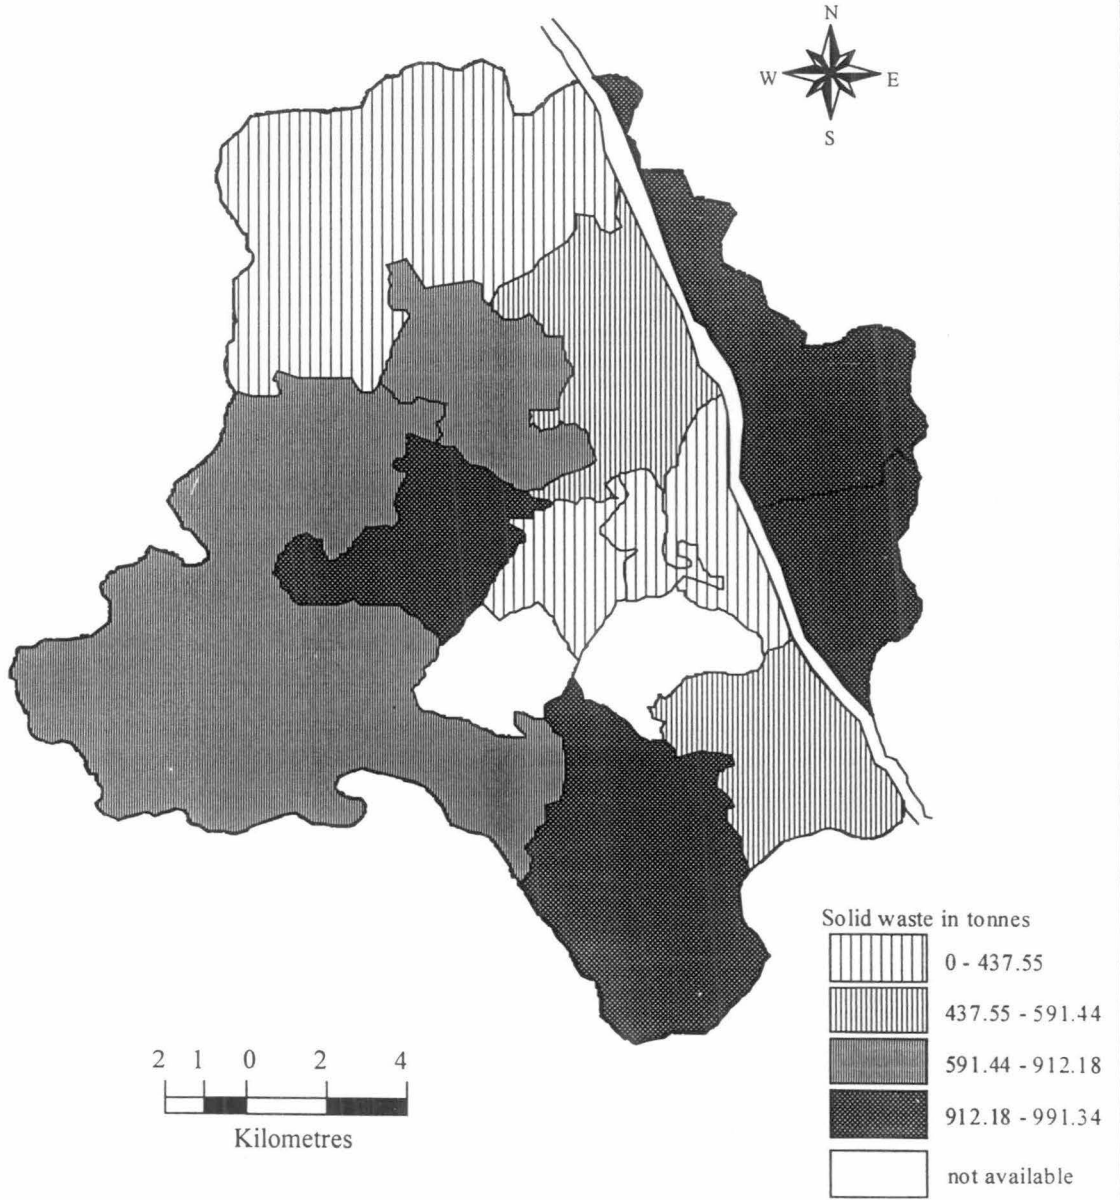 N
W E
S
Solid waste in tonnes
0 - 437.55
437.55 - 591.44
591.44 - 912.18
912.18 - 991.34
not available
2 1 0 2 4
Kilometres